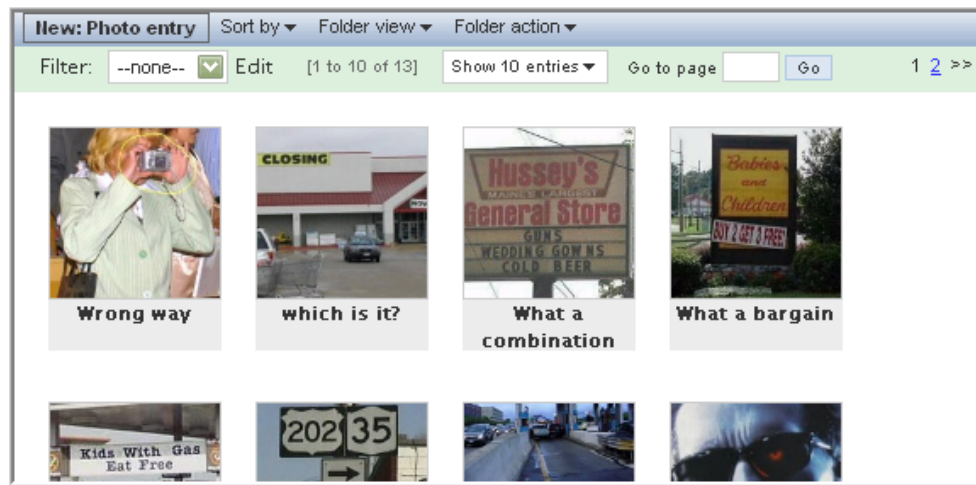 New: Photo entry Sort by Folder view Folder action
Filter: --none-- Edit [1 to 10 of 13] Show 10 entries Go to page Go 1 2 >>
CLOSING
Hussey's
MAINE'S LARGEST
General Store
GUNS
WEDDING GOWNS
COLD BEER
Babies
and
Children
BUY 2 GET 3 FREE!
Wrong way
which is it?
What a
combination
What a bargain
Kids With Gas
Eat Free
202 35